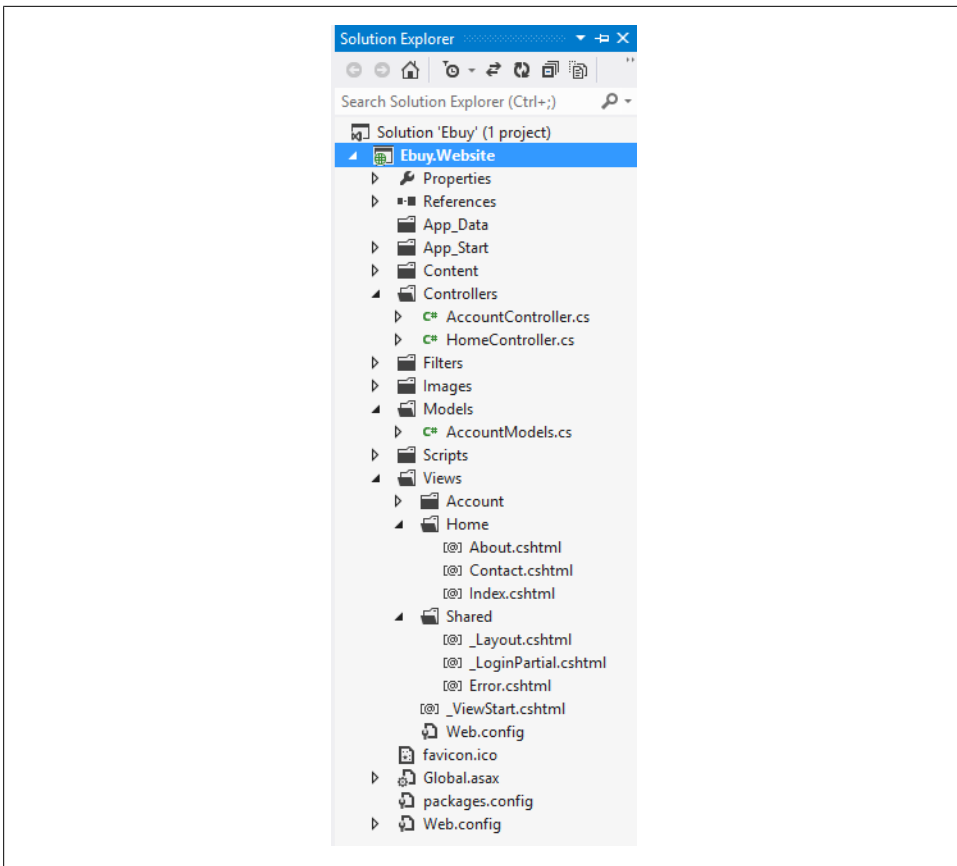 Solution Explorer
Search Solution Explorer (Ctrl+;)
Solution 'Ebuy' (1 project)
Ebuy.Website
Properties
References
App_Data
App_Start
Content
Controllers
C# AccountController.cs
C# HomeController.cs
Filters
Images
Models
C# AccountModels.cs
Scripts
Views
Account
Home
[@] About.cshtml
[@] Contact.cshtml
[@] Index.cshtml
Shared
[@] _Layout.cshtml
[@] _LoginPartial.cshtml
[@] Error.cshtml
[@] _ViewStart.cshtml
Web.config
favicon.ico
Global.asax
packages.config
Web.config